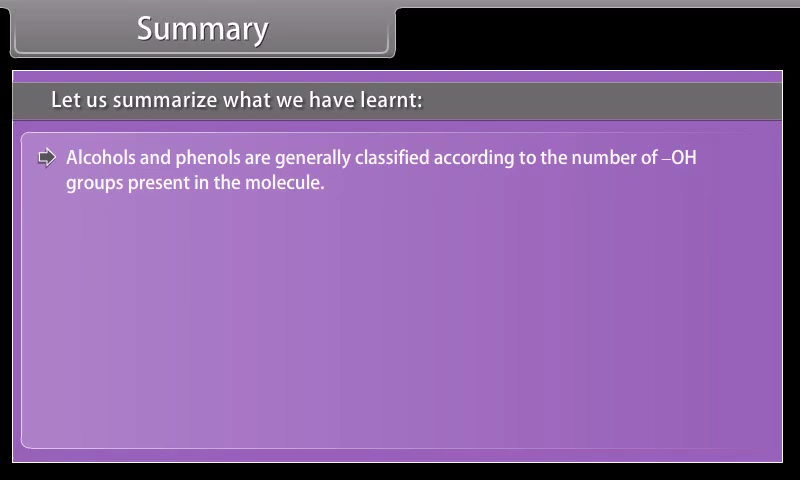 Summary
Let us summarize what we have learnt:
Alcohols and phenols are generally classified according to the number of –OH
groups present in the molecule.